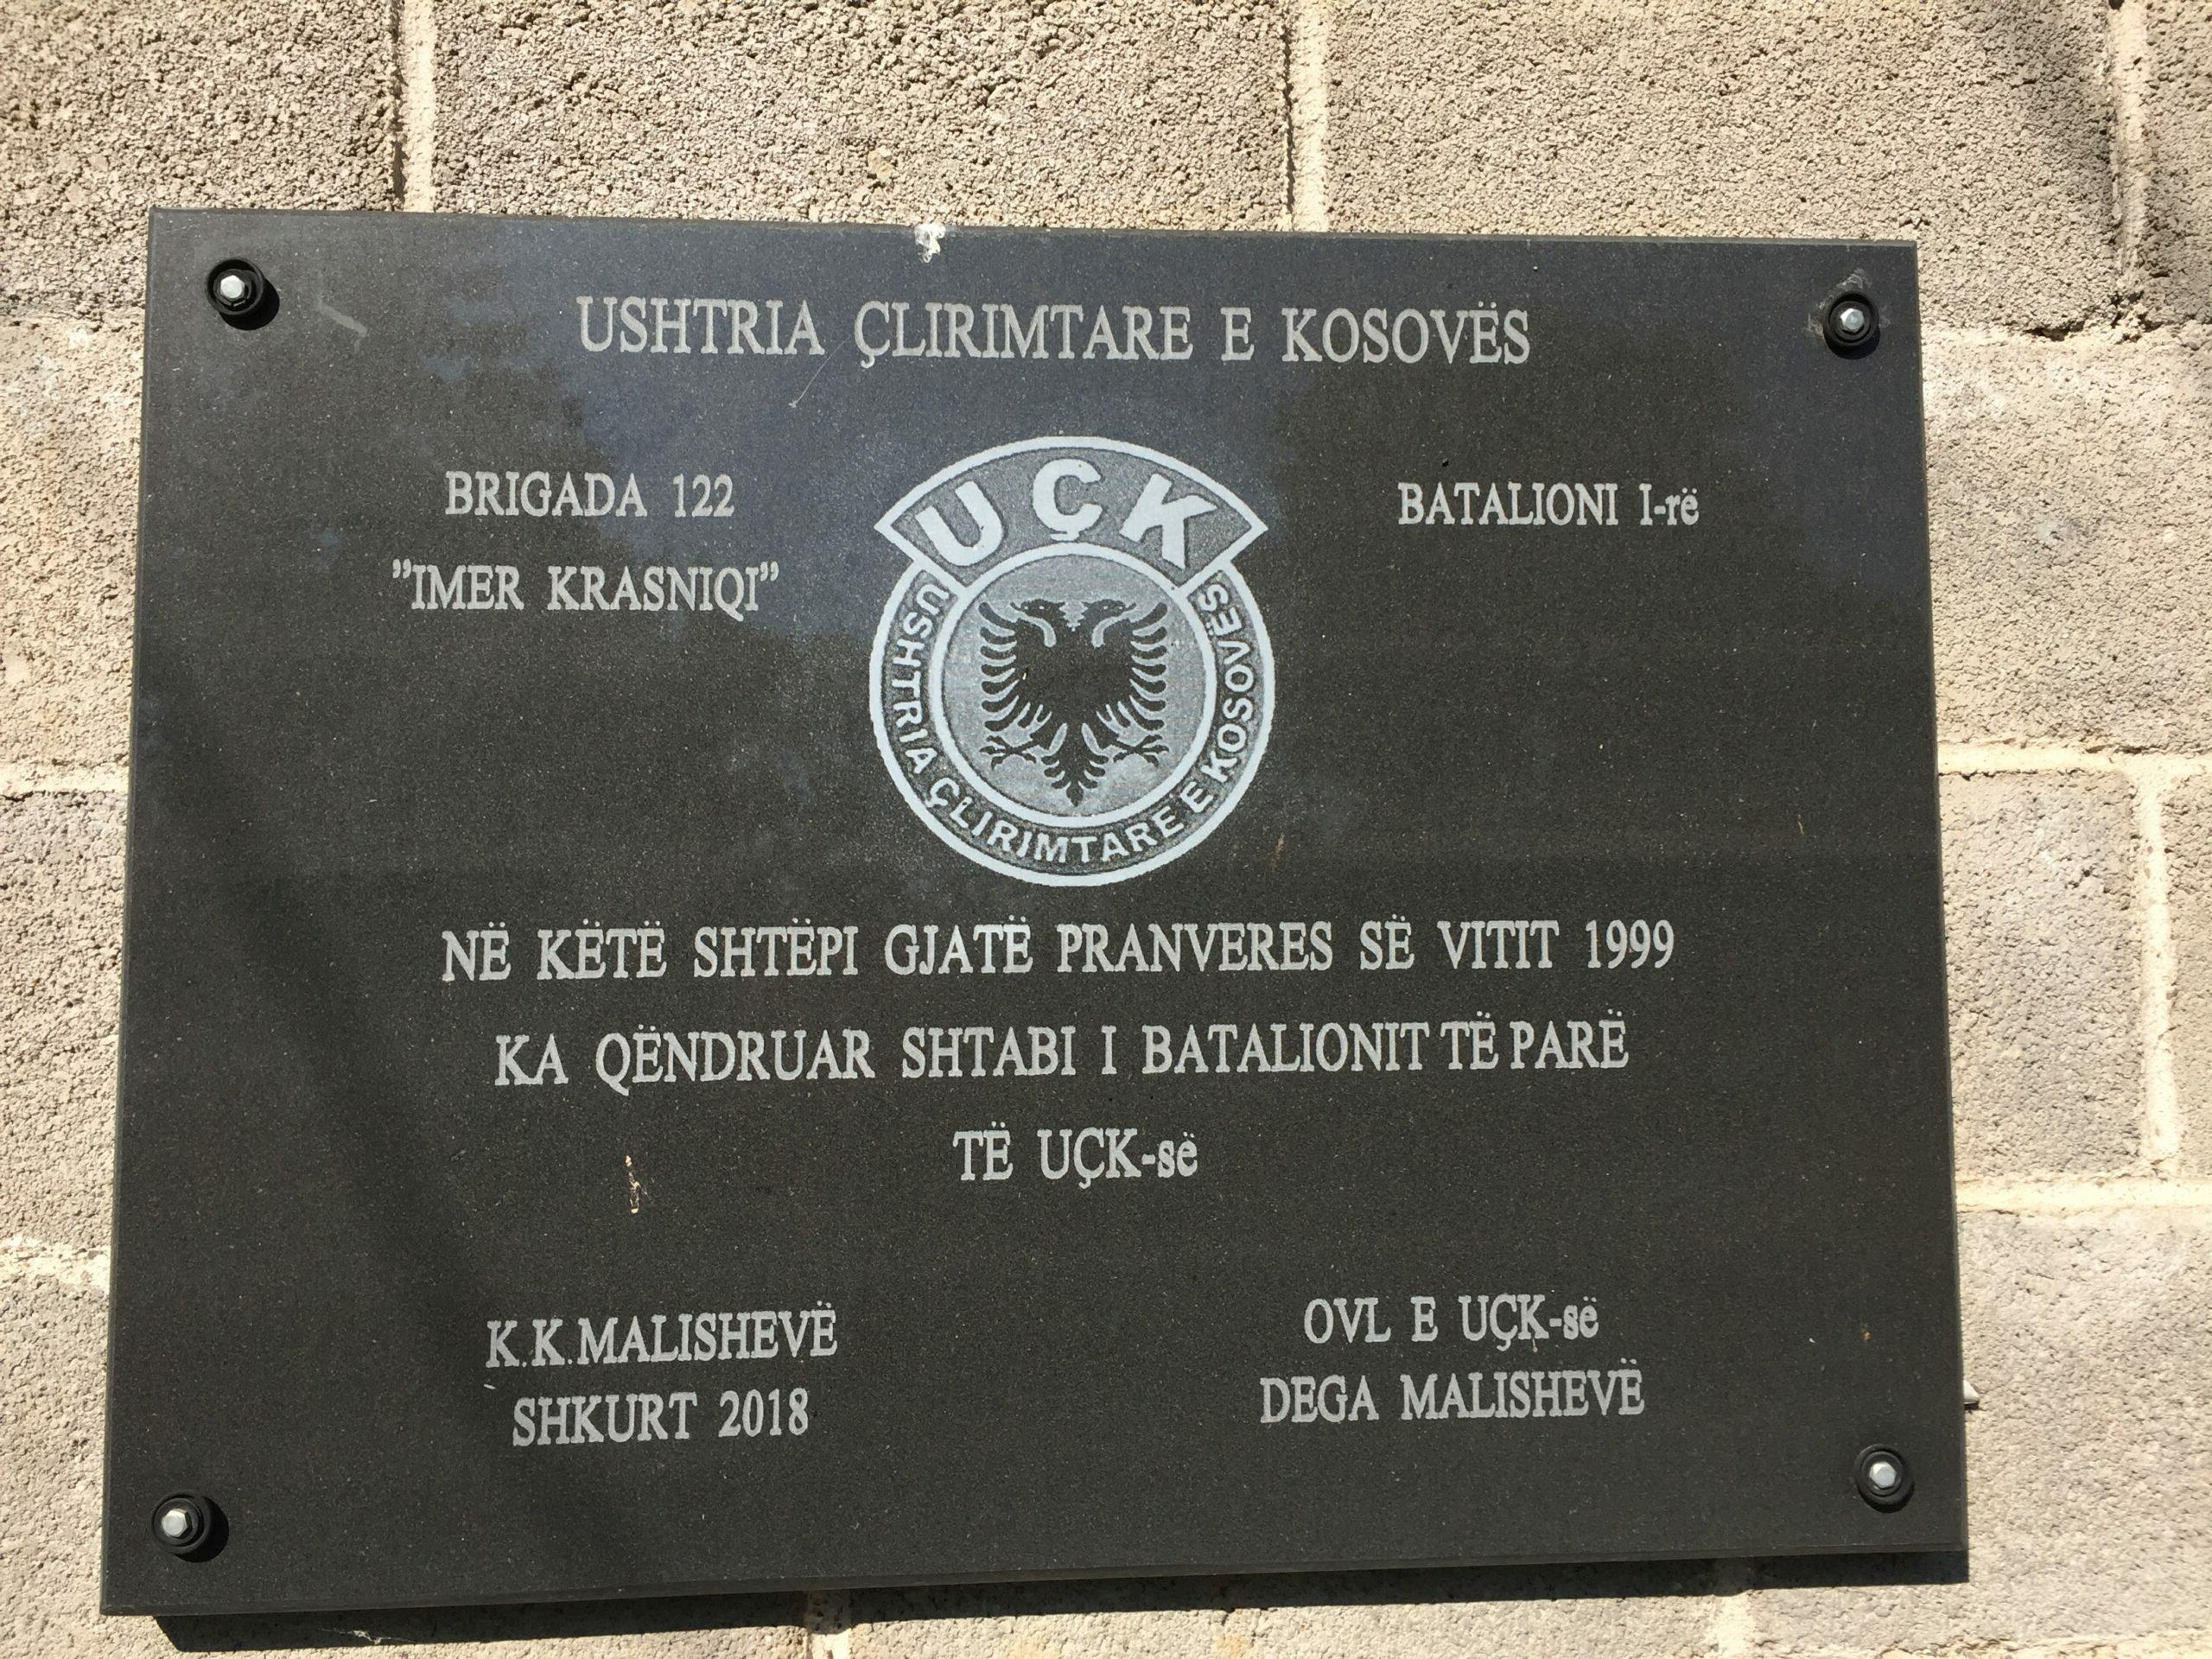 USHTRIA ÇLIRIMTARE E KOSOVËS
BRIGADA 122
"IMER KRASNIQI"
UÇK
USHTRIA ÇLIRIMTARE E KOSOVËS
BATALIONI I-rë
NË KËTË SHTËPI GJATË PRANVERES SË VITIT 1999
KA QËNDRUAR SHTABI I BATALIONIT TË PARË
TË UÇK-së
K.K.MALISHEVË
SHKURT 2018
OVL E UÇK-së
DEGA MALISHEVË